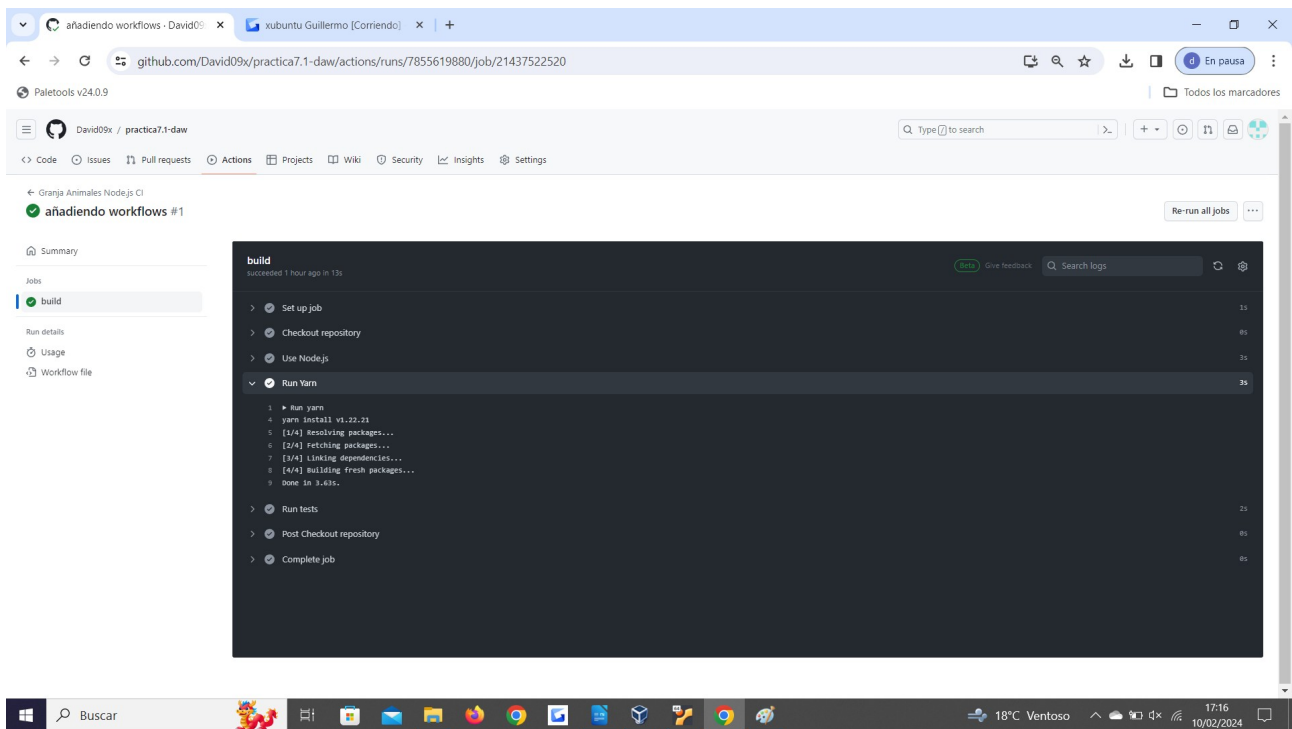 añadiendo workflows · David09
xubuntu Guillermo [Corriendo]
github.com/David09x/practica7.1-daw/actions/runs/7855619880/job/21437522520
d En pausa
Paletools v24.0.9
Todos los marcadores
David09x / practica7.1-daw
Type / to search
Code Issues Pull requests Actions Projects Wiki Security Insights Settings
← Granja Animales Node.js CI
añadiendo workflows #1
Re-run all jobs
Summary
Jobs
build
Run details
Usage
Workflow file
build
succeeded 1 hour ago in 13s
Beta Give feedback Search logs
Set up job 1s
Checkout repository 0s
Use Node.js 3s
Run Yarn 3s
1 ▶ Run yarn
4 yarn install v1.22.21
5 [1/4] Resolving packages...
6 [2/4] Fetching packages...
7 [3/4] Linking dependencies...
8 [4/4] Building fresh packages...
9 Done in 3.63s.
Run tests 2s
Post Checkout repository 0s
Complete job 0s
Buscar
18°C Ventoso
17:16
10/02/2024